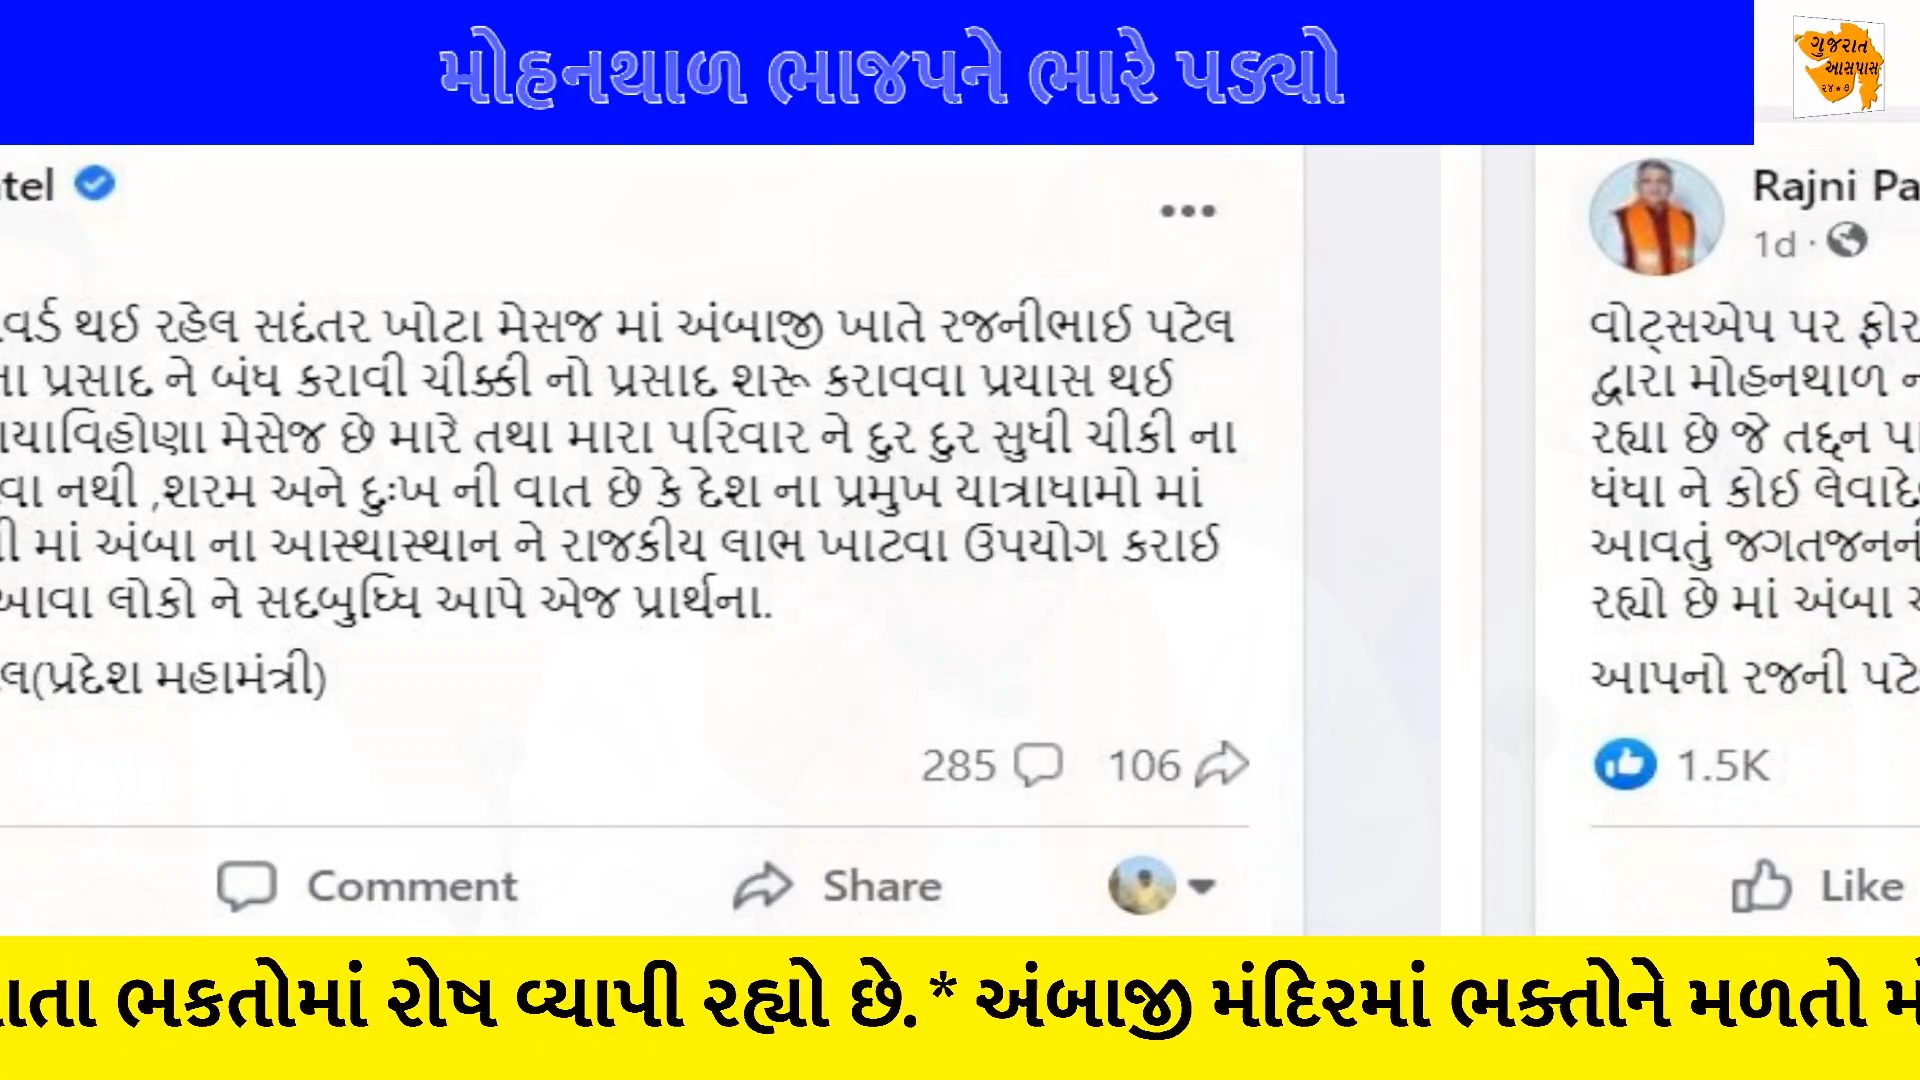 મોહનથાળ ભાજપને ભારે પડ્યો
ગુજરાત
આસપાસ
૨૪*૭
tel
વર્ડ થઈ રહેલ સદંતર ખોટા મેસજ માં અંબાજી ખાતે રજનીભાઈ પટેલ
ના પ્રસાદ ને બંધ કરાવી ચીક્કી નો પ્રસાદ શરૂ કરાવવા પ્રયાસ થઈ
યાવિહોણા મેસેજ છે મારે તથા મારા પરિવાર ને દુર દુર સુધી ચીકી ના
વા નથી ,શરમ અને દુઃખ ની વાત છે કે દેશ ના પ્રમુખ યાત્રાધામો માં
ી માં અંબા ના આસ્થાસ્થાન ને રાજકીય લાભ ખાટવા ઉપયોગ કરાઈ
આવા લોકો ને સદબુધ્ધિ આપે એજ પ્રાર્થના.
લ(પ્રદેશ મહામંત્રી)
285 106
Comment Share
Rajni Pa
1d ·
વોટ્સએપ પર ફોર
દ્વારા મોહનથાળ ન
રહ્યા છે જે તદ્દન પા
ધંધા ને કોઈ લેવાદે
આવતું જગતજનની
રહ્યો છે માં અંબા
આપનો રજની પટે
1.5K
Like
તા ભકતોમાં રોષ વ્યાપી રહ્યો છે. * અંબાજી મંદિરમાં ભક્તોને મળતો મો